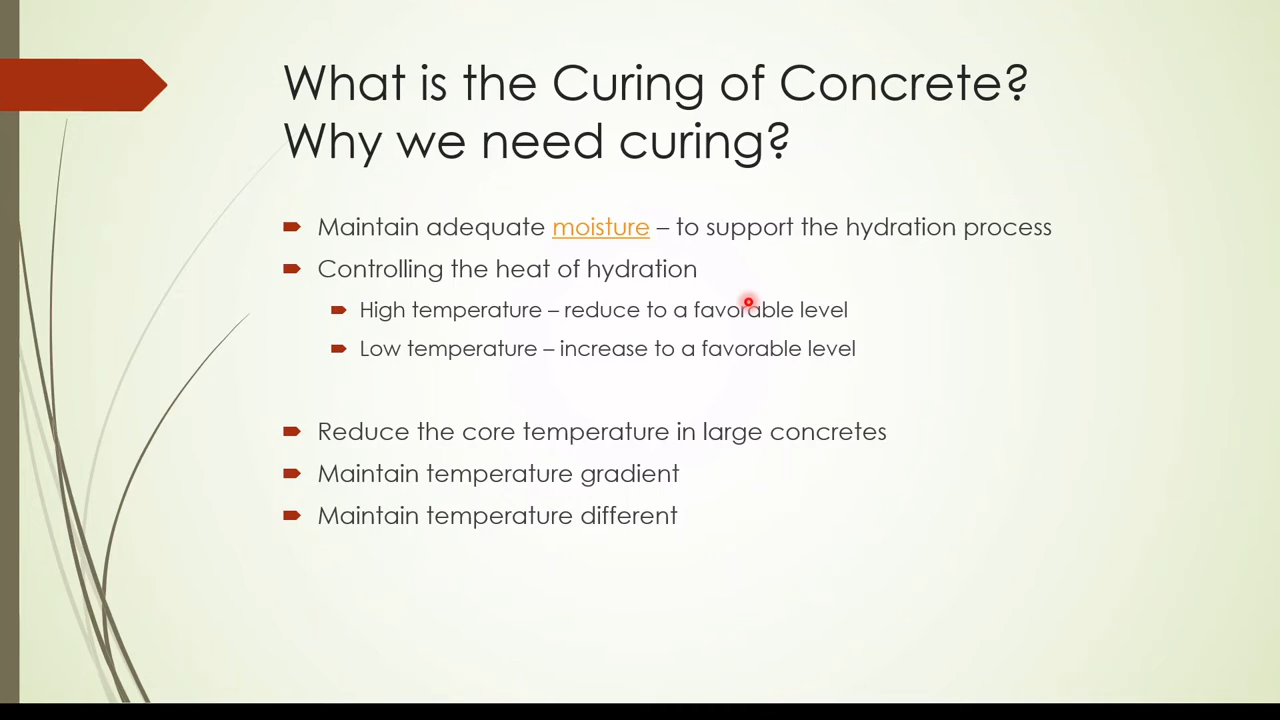 What is the Curing of Concrete?
Why we need curing?
Maintain adequate moisture – to support the hydration process
Controlling the heat of hydration
High temperature – reduce to a favorable level
Low temperature – increase to a favorable level
Reduce the core temperature in large concretes
Maintain temperature gradient
Maintain temperature different